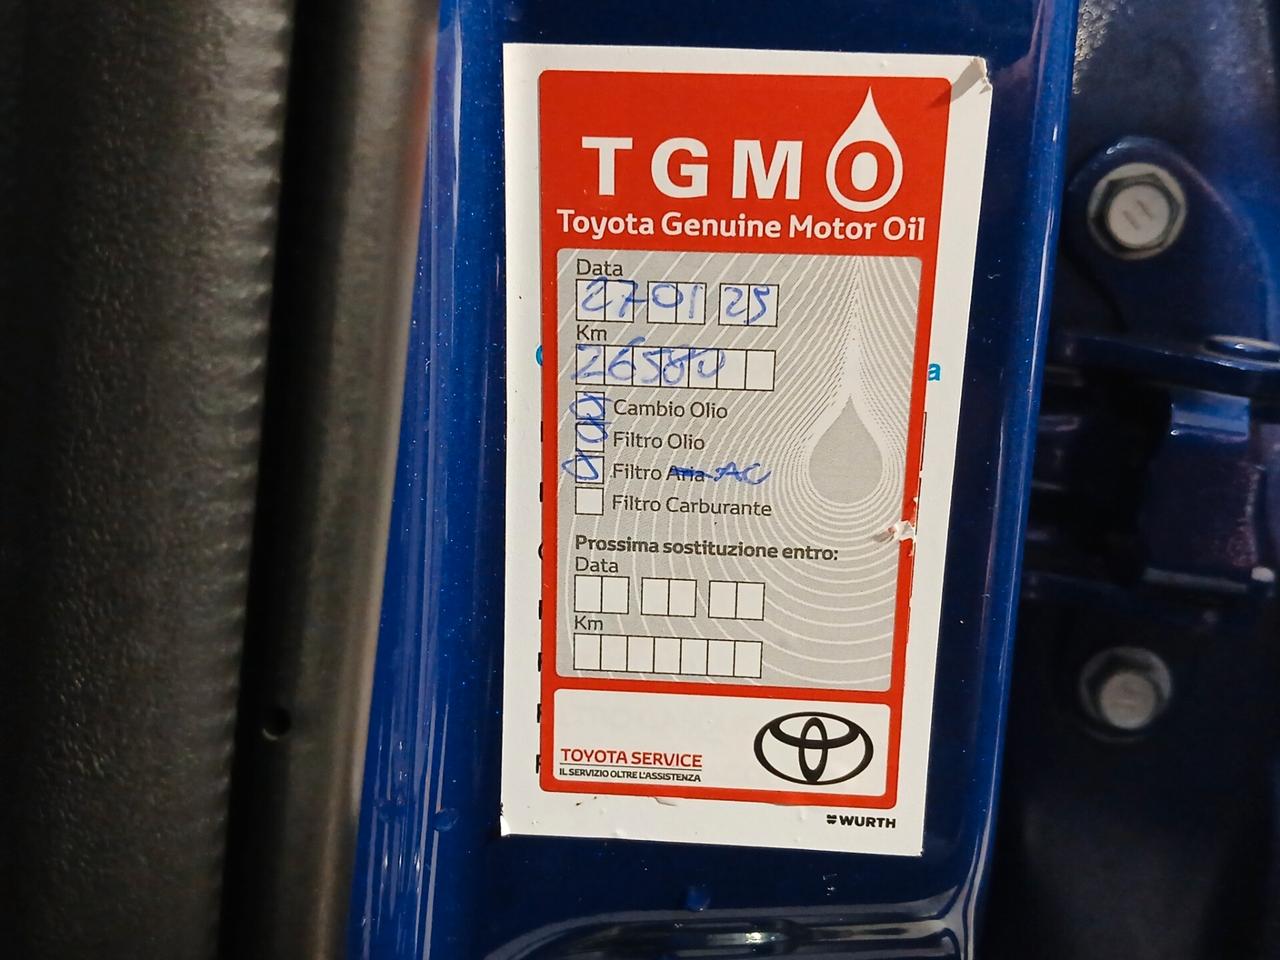 TGMO
Toyota Genuine Motor Oil
Data
27 01 25
Km
26580
Cambio Olio
Filtro Olio
Filtro Aria AC
Filtro Carburante
Prossima sostituzione entro:
Data
Km
TOYOTA SERVICE
IL SERVIZIO OLTRE L'ASSISTENZA
WURTH